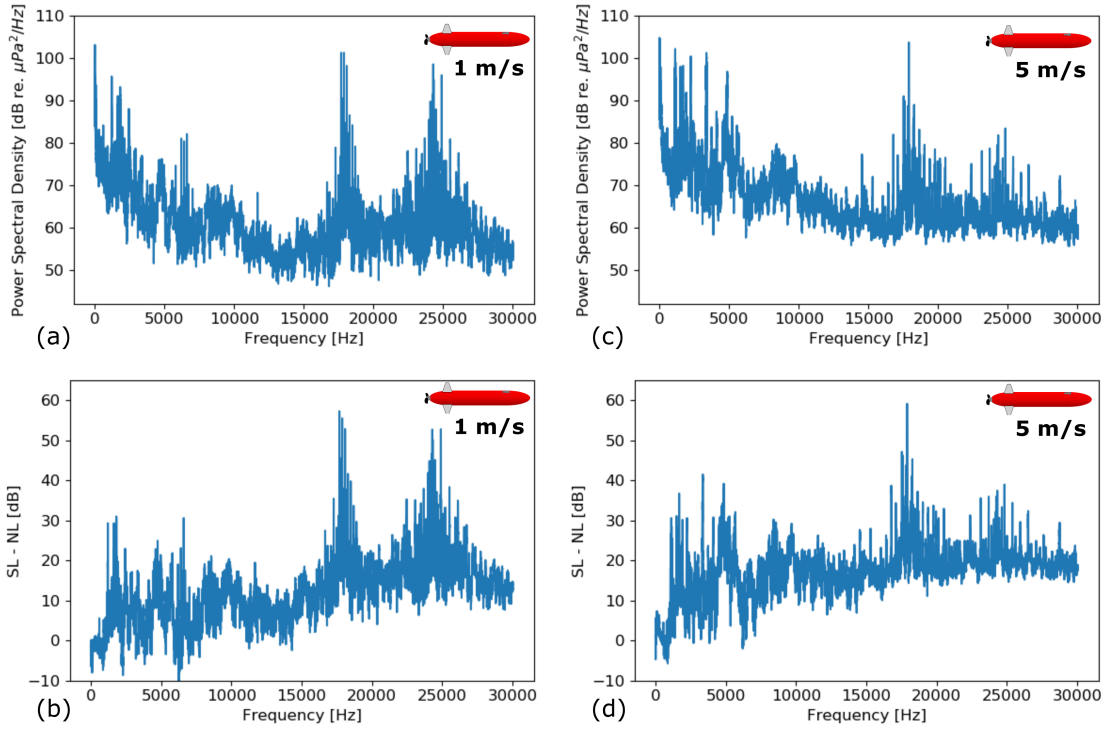 110
100
90
80
70
60
50
Power Spectral Density [dB re. μPa²/Hz]
0 5000 10000 15000 20000 25000 30000
Frequency [Hz]
1 m/s
(a)
110
100
90
80
70
60
50
Power Spectral Density [dB re. μPa²/Hz]
0 5000 10000 15000 20000 25000 30000
Frequency [Hz]
5 m/s
(c)
60
50
40
30
20
10
0
−10
SL - NL [dB]
0 5000 10000 15000 20000 25000 30000
Frequency [Hz]
1 m/s
(b)
60
50
40
30
20
10
0
−10
SL - NL [dB]
0 5000 10000 15000 20000 25000 30000
Frequency [Hz]
5 m/s
(d)